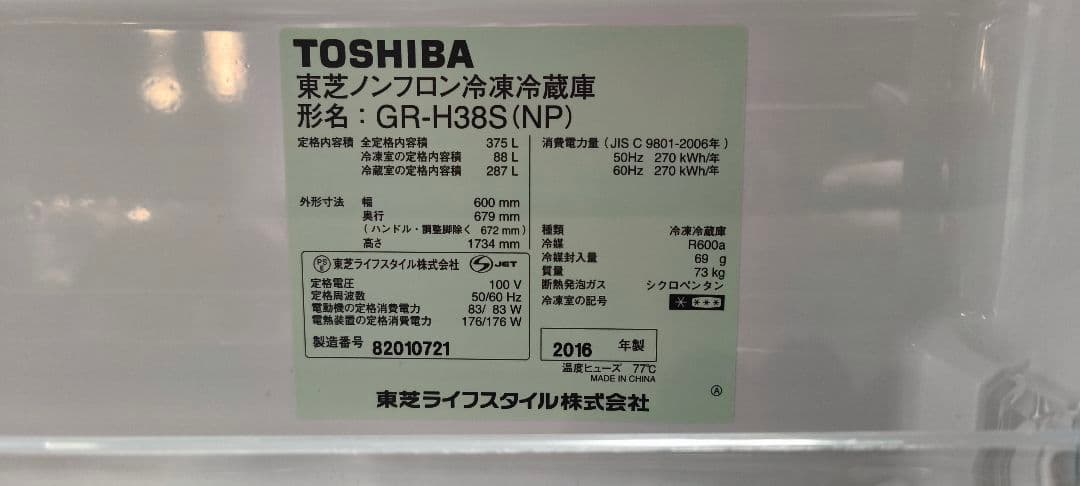 TOSHIBA
東芝ノンフロン冷凍冷蔵庫
形名：GR-H38S(NP)
定格内容積 全定格内容積 375 L
冷凍室の定格内容積 88 L
冷蔵室の定格内容積 287 L
外形寸法 幅 600 mm
奥行 679 mm
(ハンドル・調整脚除く 672 mm)
高さ 1734 mm
PS E 東芝ライフスタイル株式会社 S JET
定格電圧 100 V
定格周波数 50/60 Hz
電動機の定格消費電力 83/ 83 W
電熱装置の定格消費電力 176/176 W
製造番号 82010721
消費電力量 (JIS C 9801-2006年)
50Hz 270 kWh/年
60Hz 270 kWh/年
種類 冷凍冷蔵庫
冷媒 R600a
冷媒封入量 69 g
質量 73 kg
断熱発泡ガス シクロペンタン
冷凍室の記号
2016 年製
温度ヒューズ 77℃
MADE IN CHINA
Ⓐ
東芝ライフスタイル株式会社